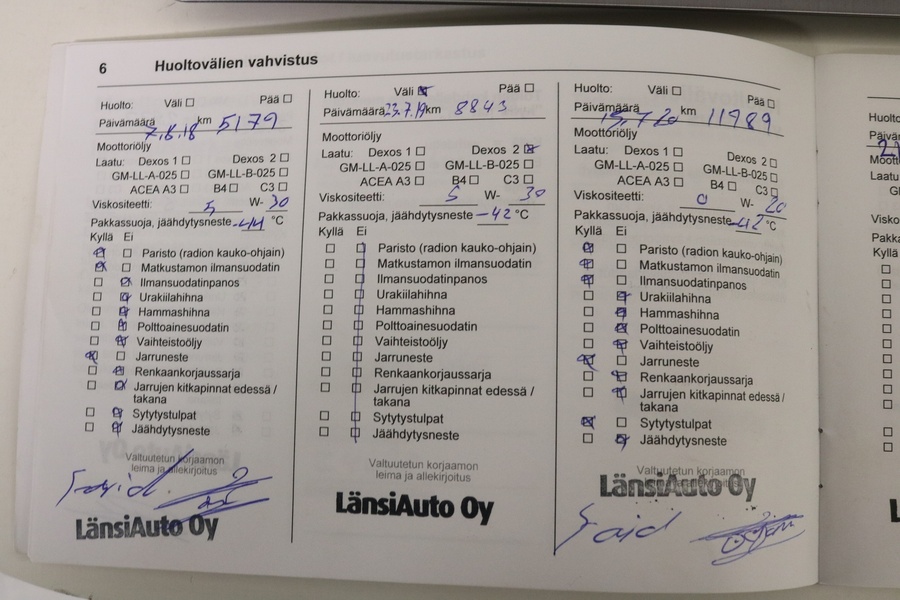 6 Huoltovälien vahvistus
Huolto: Väli ☐ Pää ☐
Päivämäärä 7.8.18 km 5179
Moottoriöljy
Laatu: Dexos 1 ☐ Dexos 2 ☐
GM-LL-A-025 ☐ GM-LL-B-025 ☐
ACEA A3 ☐ B4 ☐ C3 ☐
Viskositeetti: 5 W- 30
Pakkassuoja, jäähdytysneste -44 °C
Kyllä Ei
☒ ☐ Paristo (radion kauko-ohjain)
☒ ☐ Matkustamon ilmansuodatin
☐ ☒ Ilmansuodatinpanos
☐ ☒ Urakiilahihna
☐ ☒ Hammashihna
☐ ☒ Polttoainesuodatin
☐ ☒ Vaihteistoöljy
☒ ☐ Jarruneste
☐ ☒ Renkaankorjaussarja
☐ ☒ Jarrujen kitkapinnat edessä /
takana
☐ ☒ Sytytystulpat
☐ ☒ Jäähdytysneste
Valtuutetun korjaamon
leima ja allekirjoitus
LänsiAuto Oy
Huolto: Väli ☒ Pää ☐
Päivämäärä 23.7.19 km 8843
Moottoriöljy
Laatu: Dexos 1 ☐ Dexos 2 ☒
GM-LL-A-025 ☐ GM-LL-B-025 ☐
ACEA A3 ☐ B4 ☐ C3 ☐
Viskositeetti: 5 W- 30
Pakkassuoja, jäähdytysneste -42 °C
Kyllä Ei
☐ ☐ Paristo (radion kauko-ohjain)
☐ ☐ Matkustamon ilmansuodatin
☐ ☐ Ilmansuodatinpanos
☐ ☐ Urakiilahihna
☐ ☐ Hammashihna
☐ ☐ Polttoainesuodatin
☐ ☐ Vaihteistoöljy
☐ ☐ Jarruneste
☐ ☐ Renkaankorjaussarja
☐ ☐ Jarrujen kitkapinnat edessä /
takana
☐ ☐ Sytytystulpat
☐ ☐ Jäähdytysneste
Valtuutetun korjaamon
leima ja allekirjoitus
LänsiAuto Oy
Huolto: Väli ☐ Pää ☐
Päivämäärä km 11989
Moottoriöljy
Laatu: Dexos 1 ☐ Dexos 2 ☐
GM-LL-A-025 ☐ GM-LL-B-025 ☐
ACEA A3 ☐ B4 ☐ C3 ☐
Viskositeetti: 0 W- 20
Pakkassuoja, jäähdytysneste -42 °C
Kyllä Ei
☒ ☐ Paristo (radion kauko-ohjain)
☒ ☐ Matkustamon ilmansuodatin
☒ ☐ Ilmansuodatinpanos
☐ ☒ Urakiilahihna
☐ ☒ Hammashihna
☐ ☒ Polttoainesuodatin
☐ ☒ Vaihteistoöljy
☒ ☐ Jarruneste
☐ ☒ Renkaankorjaussarja
☐ ☒ Jarrujen kitkapinnat edessä /
takana
☒ ☐ Sytytystulpat
☐ ☒ Jäähdytysneste
Valtuutetun korjaamon
leima ja allekirjoitus
LänsiAuto Oy